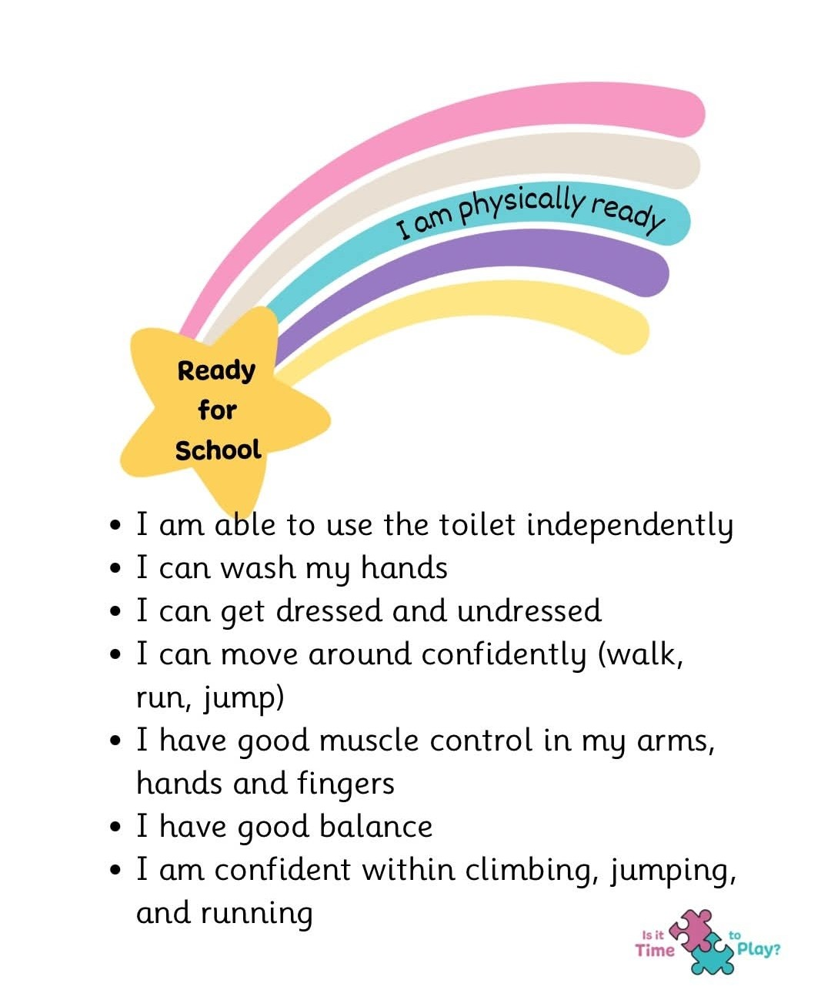 I am physically ready
Ready
for
School
• I am able to use the toilet independently
• I can wash my hands
• I can get dressed and undressed
• I can move around confidently (walk,
run, jump)
• I have good muscle control in my arms,
hands and fingers
• I have good balance
• I am confident within climbing, jumping,
and running
Is it to
Time Play?